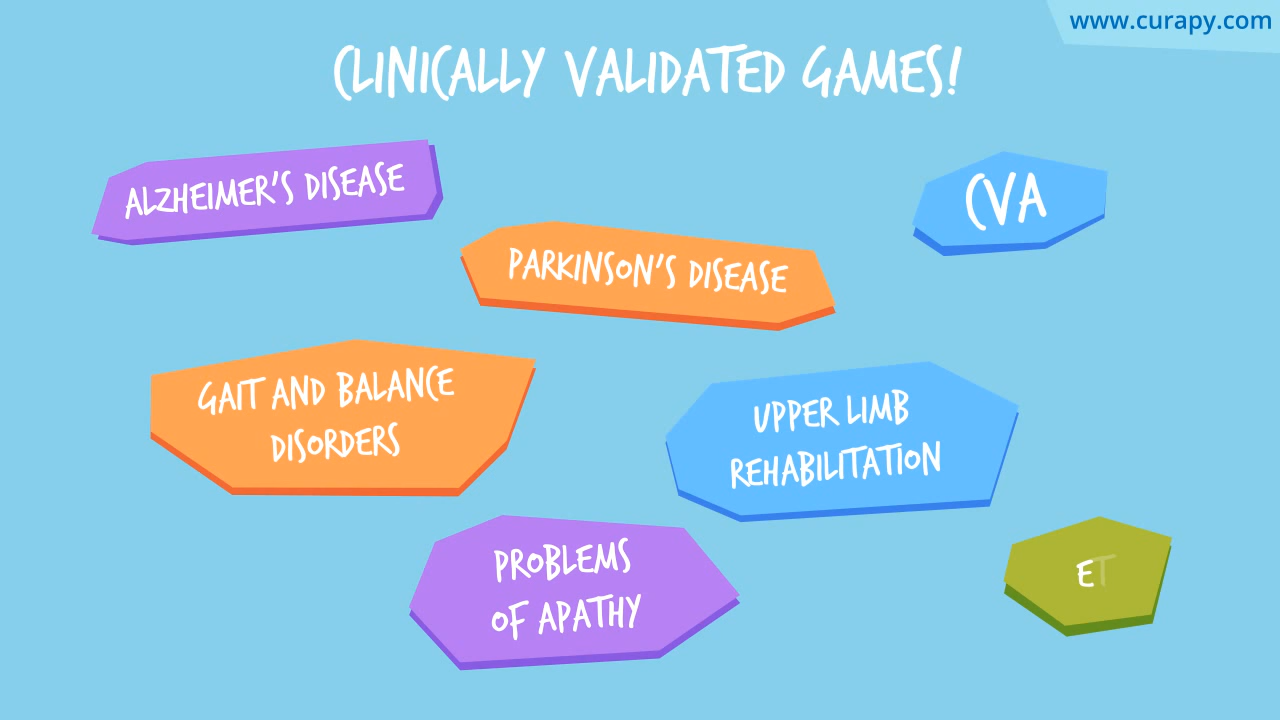 www.curapy.com
CLINICALLY VALIDATED GAMES!
ALZHEIMER'S DISEASE
CVA
PARKINSON'S DISEASE
GAIT AND BALANCE
DISORDERS
UPPER LIMB
REHABILITATION
PROBLEMS
OF APATHY
ET